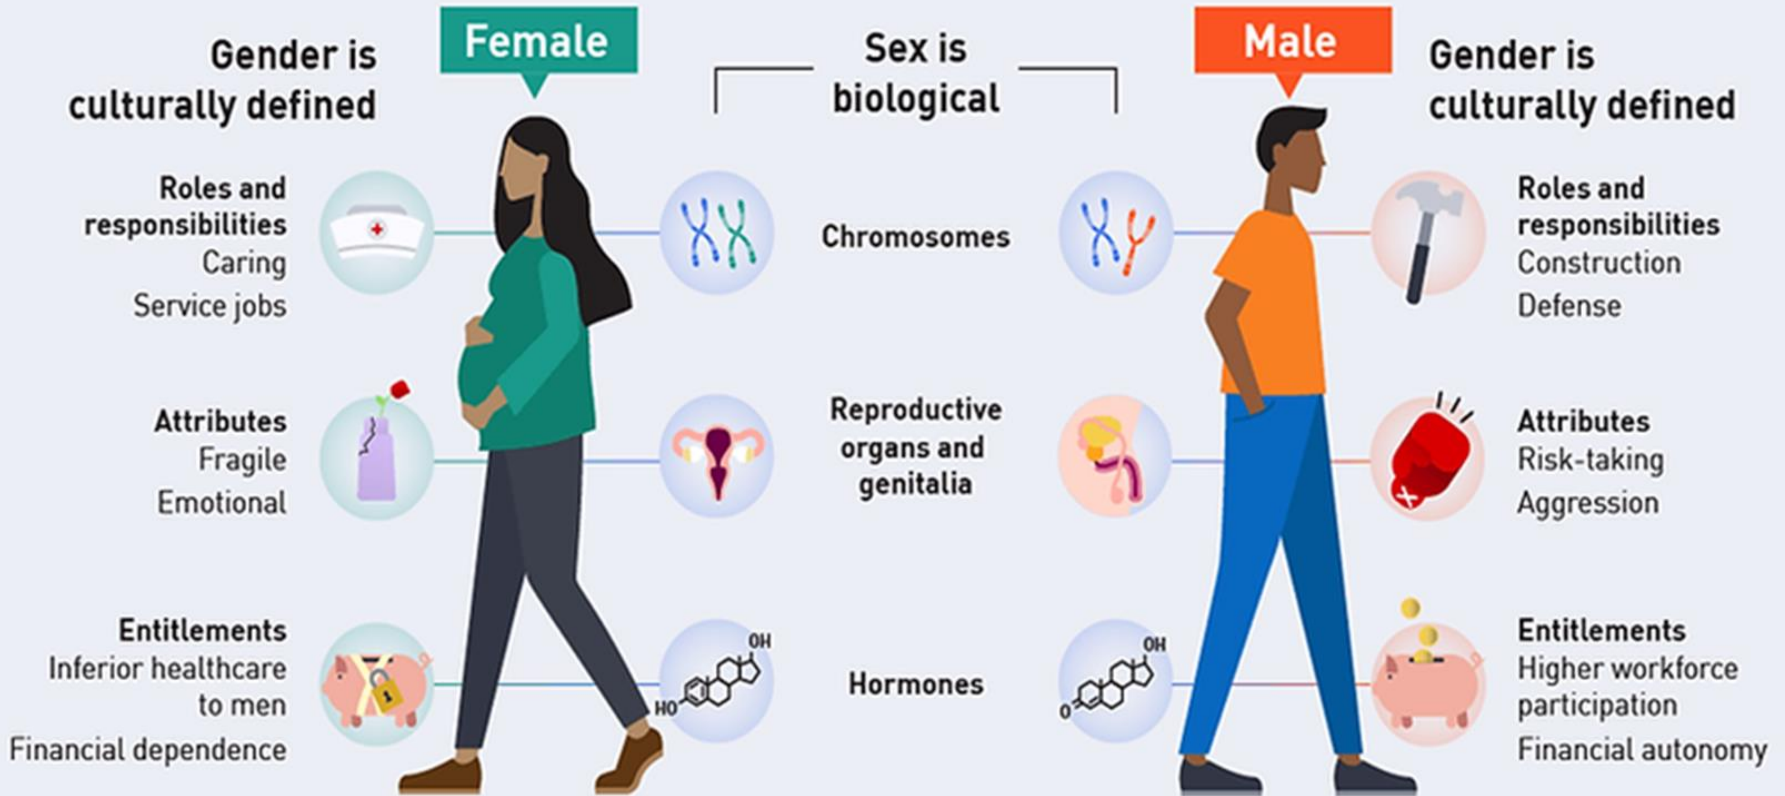 Gender is
culturally defined
Female
Sex is
biological
Male
Gender is
culturally defined
Roles and
responsibilities
Caring
Service jobs
Chromosomes
Roles and
responsibilities
Construction
Defense
Attributes
Fragile
Emotional
Reproductive
organs and
genitalia
Attributes
Risk-taking
Aggression
Entitlements
Inferior healthcare
to men
Financial dependence
OH
HO
Hormones
OH
O
Entitlements
Higher workforce
participation
Financial autonomy